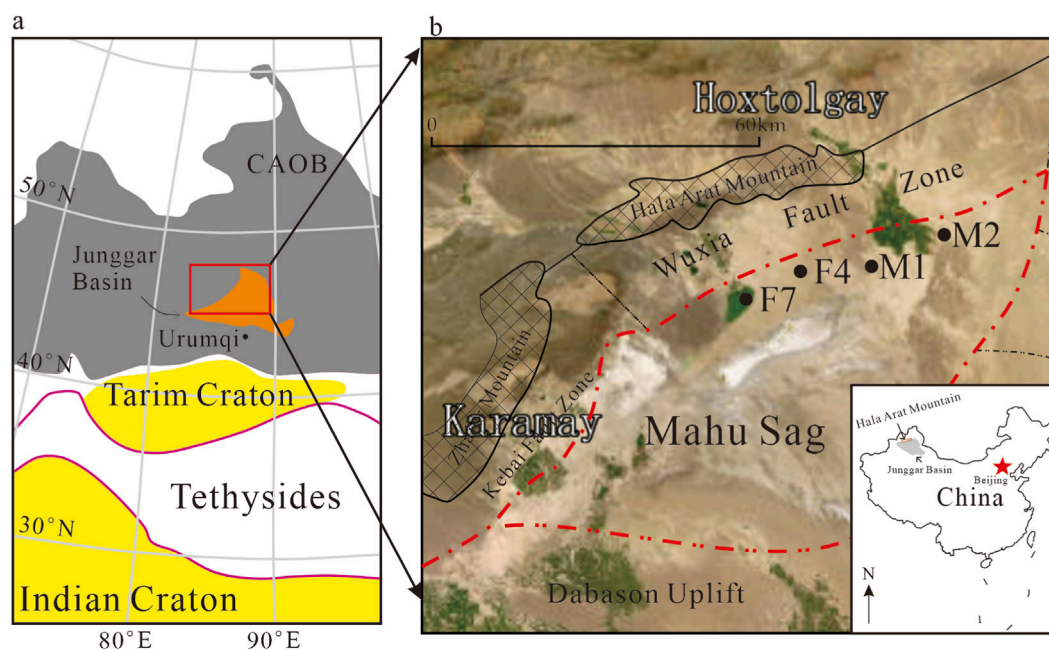 a
50°N
CAOB
Junggar
Basin
Urumqi
40°N
Tarim Craton
Tethysides
30°N
Indian Craton
80°E
90°E
b
Hoxtolgay
0
60km
Hala Arat Mountain
Wuxia
Fault
Zone
M2
M1
F4
F7
Mountain
Karamay
Kebai
Zone
Mahu Sag
Dabason Uplift
Hala Arat
Mountain
Junggar
Basin
Beijing
China
N